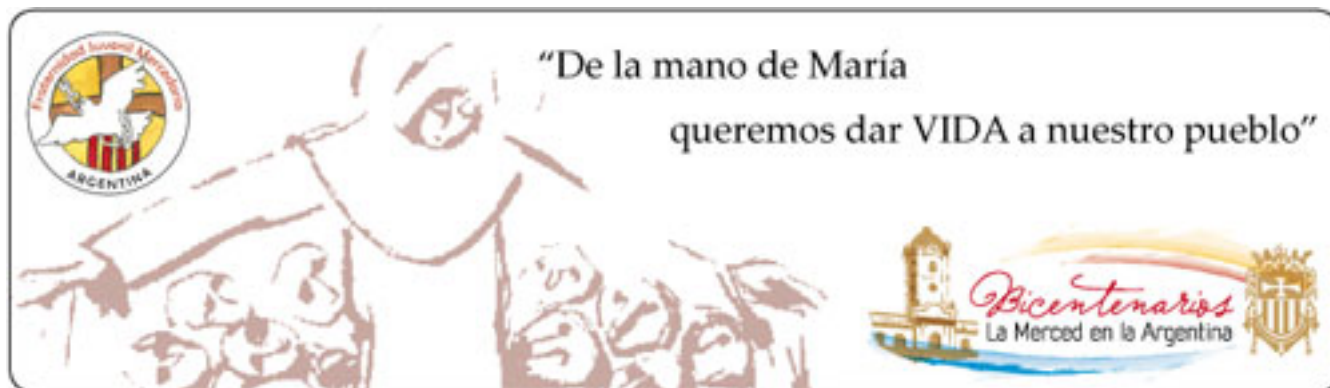 Fraternidad Juvenil Mercedaria
ARGENTINA
“De la mano de María
queremos dar VIDA a nuestro pueblo”
Bicentenarios
La Merced en la Argentina